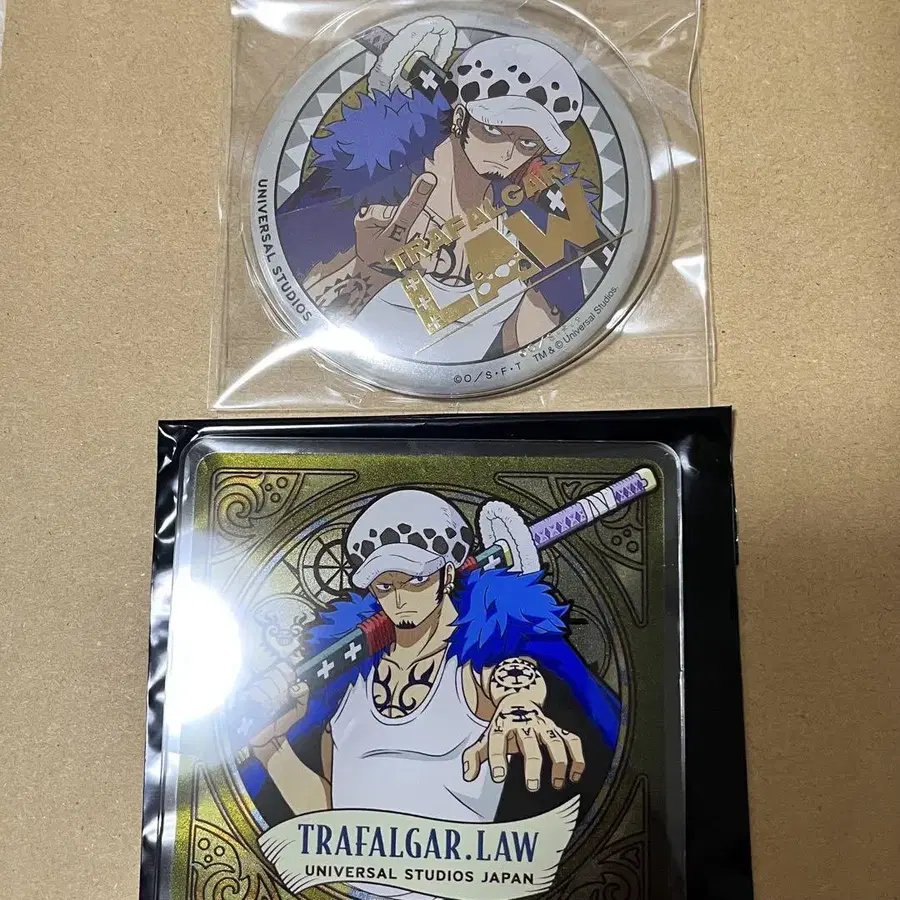 UNIVERSAL STUDIOS
TRAFALGAR
LAW
©O/S・F・T TM & © Universal Studios.
TRAFALGAR.LAW
UNIVERSAL STUDIOS JAPAN